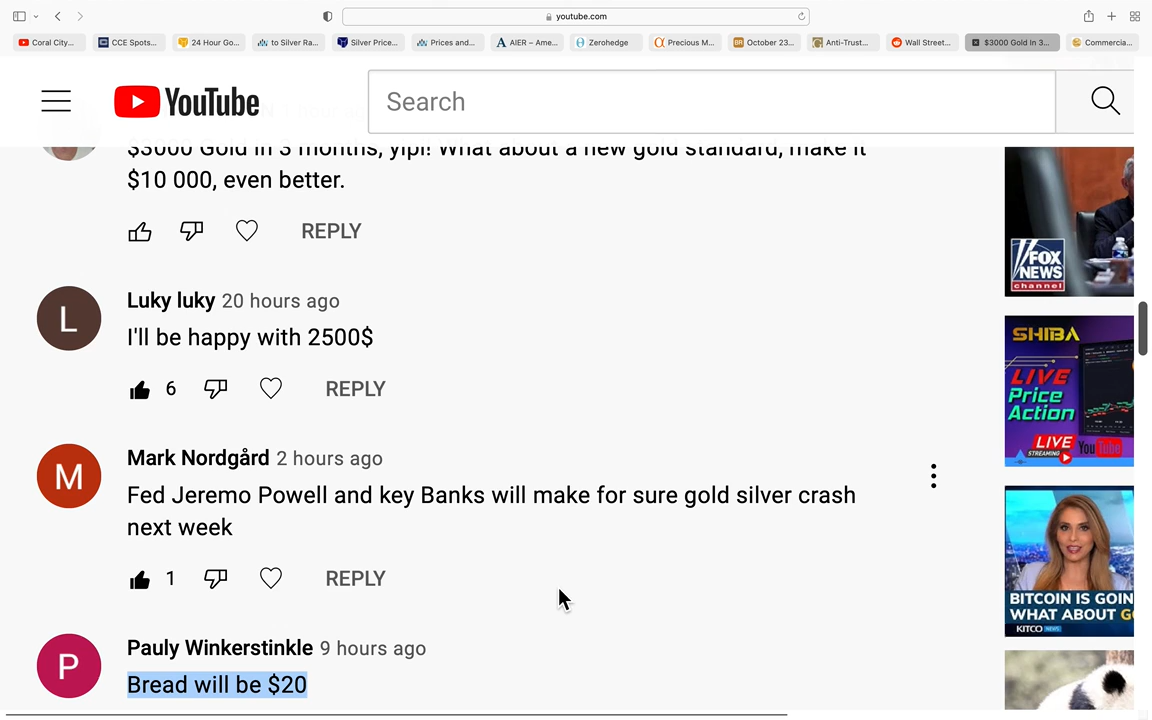 youtube.com
Coral City...
CCE Spots...
24 Hour Go...
to Silver Ra...
Silver Price...
Prices and...
AIER – Ame...
Zerohedge
Precious M...
October 23...
Anti-Trust...
Wall Street...
$3000 Gold In 3...
Commercia...
YouTube
Search
$3000 Gold in 3 months, yipi! What about a new gold standard, make it
$10 000, even better.
REPLY
Luky luky 20 hours ago
I'll be happy with 2500$
6 REPLY
Mark Nordgård 2 hours ago
Fed Jeremo Powell and key Banks will make for sure gold silver crash
next week
1 REPLY
Pauly Winkerstinkle 9 hours ago
Bread will be $20
L
M
P
FOX
NEWS
channel
SHIBA
LIVE
Price
Action
LIVE
STREAMING
YouTube
BITCOIN IS GOIN
WHAT ABOUT GO
KITCO NEWS